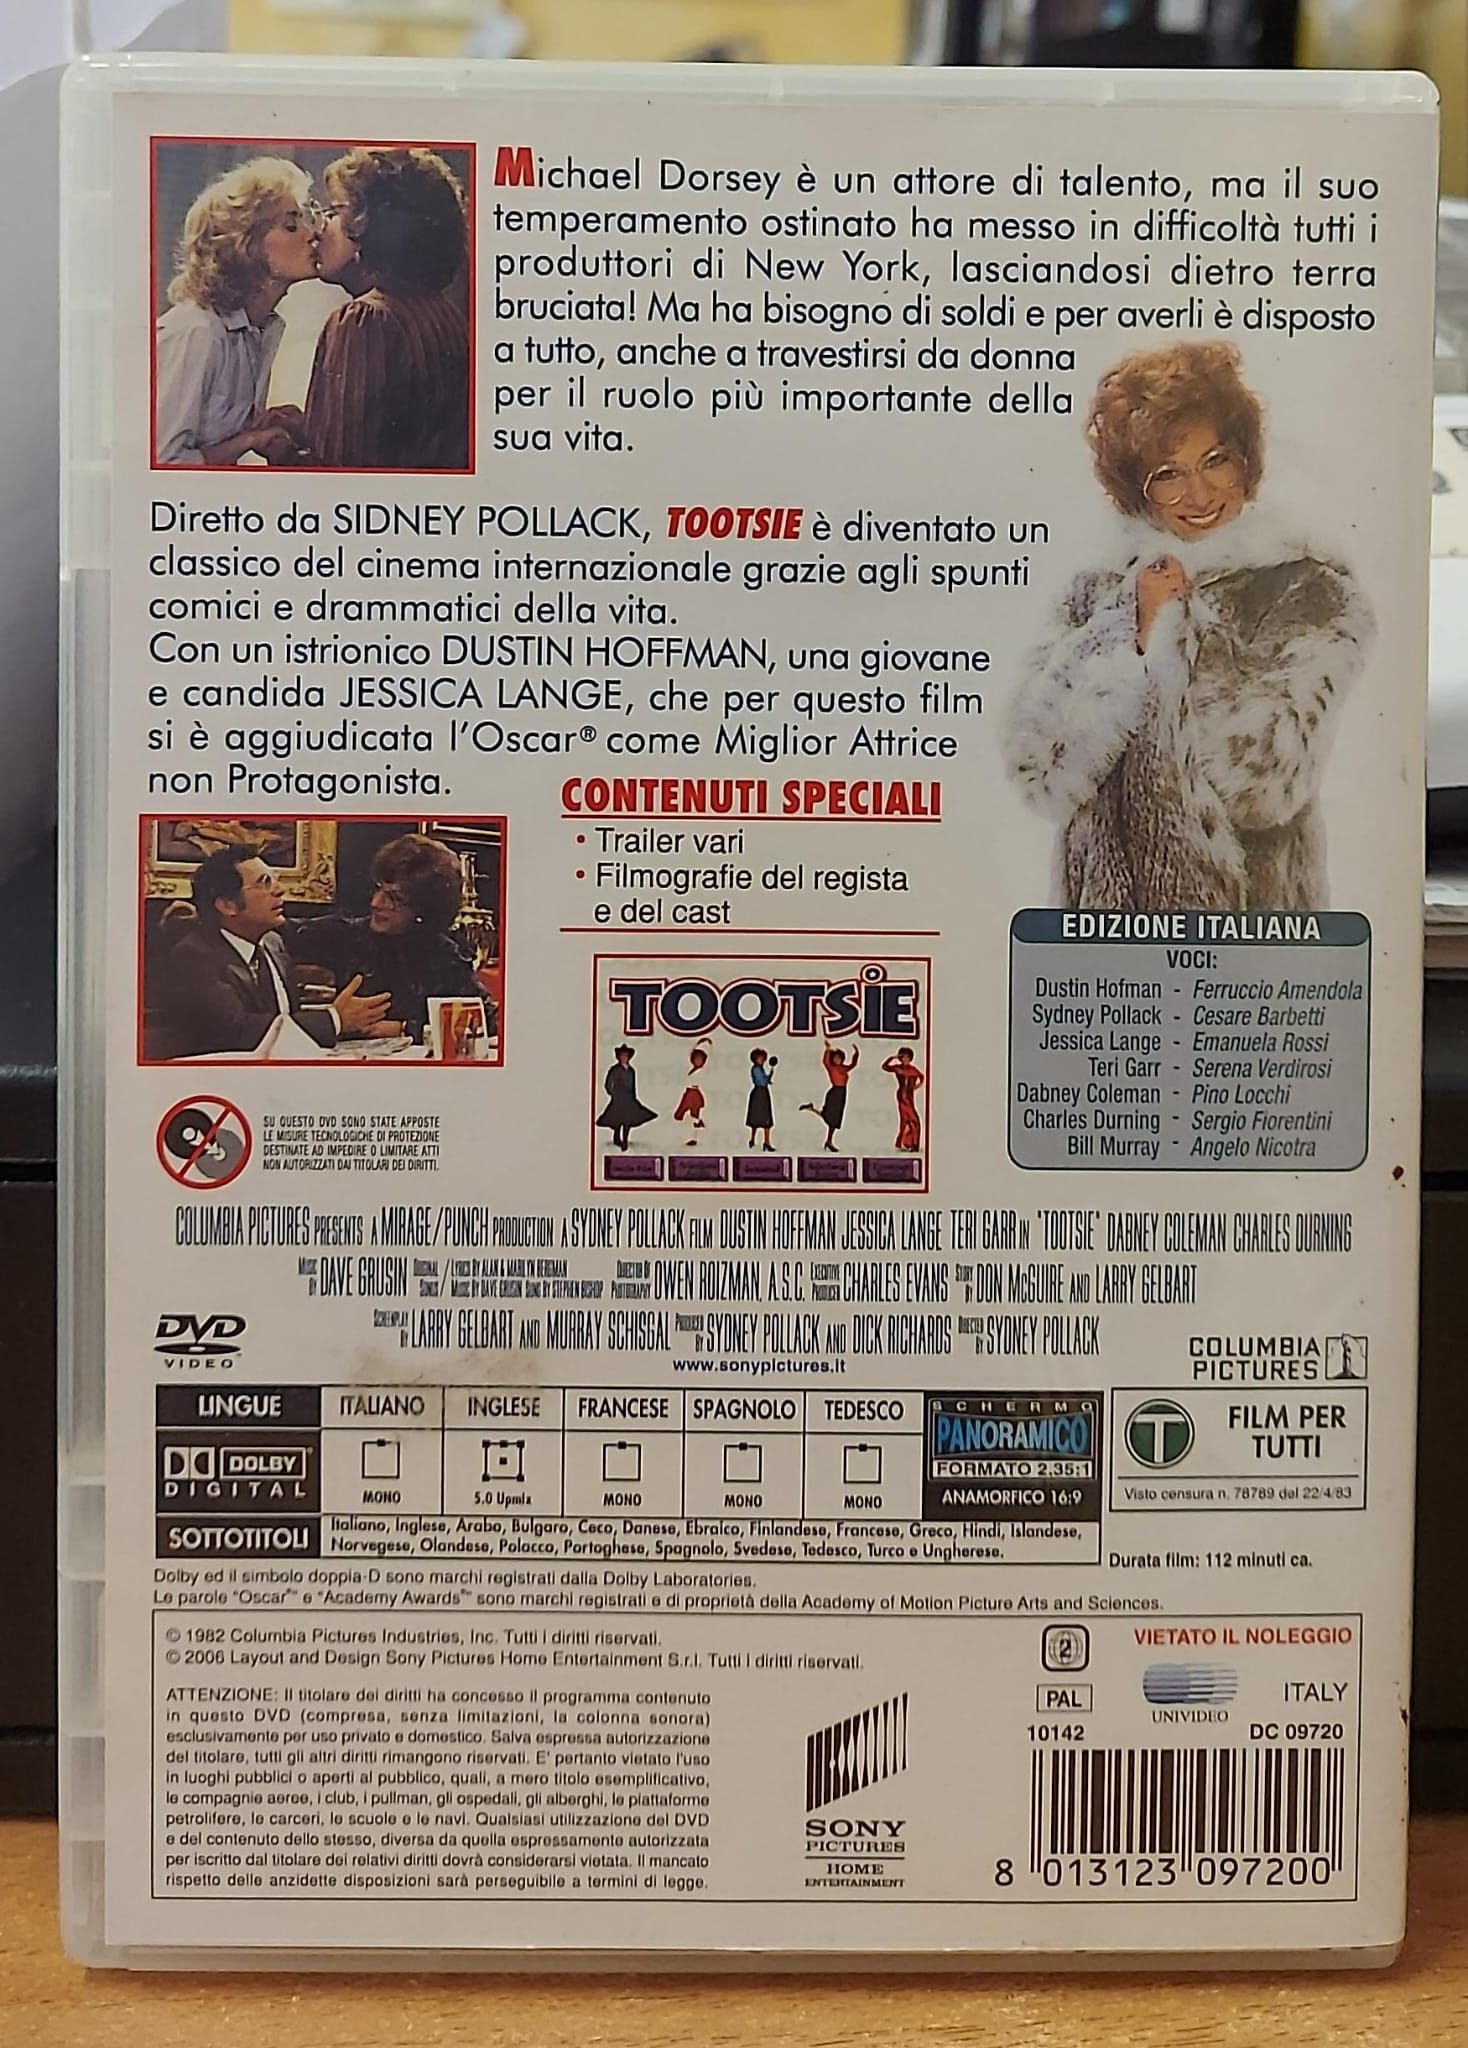 Michael Dorsey è un attore di talento, ma il suo
temperamento ostinato ha messo in difficoltà tutti i
produttori di New York, lasciandosi dietro terra
bruciata! Ma ha bisogno di soldi e per averli è disposto
a tutto, anche a travestirsi da donna
per il ruolo più importante della
sua vita.
Diretto da SIDNEY POLLACK, TOOTSIE è diventato un
classico del cinema internazionale grazie agli spunti
comici e drammatici della vita.
Con un istrionico DUSTIN HOFFMAN, una giovane
e candida JESSICA LANGE, che per questo film
si è aggiudicata l'Oscar® come Miglior Attrice
non Protagonista.
CONTENUTI SPECIALI
• Trailer vari
• Filmografie del regista
e del cast
TOOTSiE
EDIZIONE ITALIANA
VOCI:
Dustin Hofman - Ferruccio Amendola
Sydney Pollack - Cesare Barbetti
Jessica Lange - Emanuela Rossi
Teri Garr - Serena Verdirosi
Dabney Coleman - Pino Locchi
Charles Durning - Sergio Fiorentini
Bill Murray - Angelo Nicotra
SU QUESTO DVD SONO STATE APPOSTE
LE MISURE TECNOLOGICHE DI PROTEZIONE
DESTINATE AD IMPEDIRE O LIMITARE ATTI
NON AUTORIZZATI DAI TITOLARI DEI DIRITTI.
COLUMBIA PICTURES PRESENTS A MIRAGE/PUNCH PRODUCTION A SYDNEY POLLACK FILM DUSTIN HOFFMAN JESSICA LANGE TERI GARR IN "TOOTSIE" DABNEY COLEMAN CHARLES DURNING
MUSIC BY DAVE GRUSIN ORIGINAL SONGS / LYRICS BY ALAN & MARILYN BERGMAN MUSIC BY DAVE GRUSIN SUNG BY STEPHEN BISHOP DIRECTOR OF PHOTOGRAPHY OWEN ROIZMAN, A.S.C. EXECUTIVE PRODUCER CHARLES EVANS STORY BY DON McGUIRE AND LARRY GELBART
SCREENPLAY BY LARRY GELBART AND MURRAY SCHISGAL PRODUCED BY SYDNEY POLLACK AND DICK RICHARDS DIRECTED BY SYDNEY POLLACK
www.sonypictures.it
DVD
VIDEO
COLUMBIA
PICTURES
LINGUE ITALIANO INGLESE FRANCESE SPAGNOLO TEDESCO
DOLBY
DIGITAL
MONO 5.0 Upmix MONO MONO MONO
SCHERMO
PANORAMICO
FORMATO 2.35:1
ANAMORFICO 16:9
T FILM PER
TUTTI
Visto censura n. 78789 del 22/4/83
SOTTOTITOLI
Italiano, Inglese, Arabo, Bulgaro, Ceco, Danese, Ebraico, Finlandese, Francese, Greco, Hindi, Islandese,
Norvegese, Olandese, Polacco, Portoghese, Spagnolo, Svedese, Tedesco, Turco e Ungherese.
Durata film: 112 minuti ca.
Dolby ed il simbolo doppia-D sono marchi registrati dalla Dolby Laboratories.
Le parole "Oscar®" e "Academy Awards®" sono marchi registrati e di proprietà della Academy of Motion Picture Arts and Sciences.
© 1982 Columbia Pictures Industries, Inc. Tutti i diritti riservati.
© 2006 Layout and Design Sony Pictures Home Entertainment S.r.l. Tutti i diritti riservati.
ATTENZIONE: Il titolare dei diritti ha concesso il programma contenuto
in questo DVD (compresa, senza limitazioni, la colonna sonora)
esclusivamente per uso privato e domestico. Salva espressa autorizzazione
del titolare, tutti gli altri diritti rimangono riservati. E' pertanto vietato l'uso
in luoghi pubblici o aperti al pubblico, quali, a mero titolo esemplificativo,
le compagnie aeree, i club, i pullman, gli ospedali, gli alberghi, le piattaforme
petrolifere, le carceri, le scuole e le navi. Qualsiasi utilizzazione del DVD
e del contenuto dello stesso, diversa da quella espressamente autorizzata
per iscritto dal titolare dei relativi diritti dovrà considerarsi vietata. Il mancato
rispetto delle anzidette disposizioni sarà perseguibile a termini di legge.
SONY
PICTURES
HOME
ENTERTAINMENT
2
VIETATO IL NOLEGGIO
PAL
UNIVIDEO
ITALY
10142
DC 09720
8 013123 097200